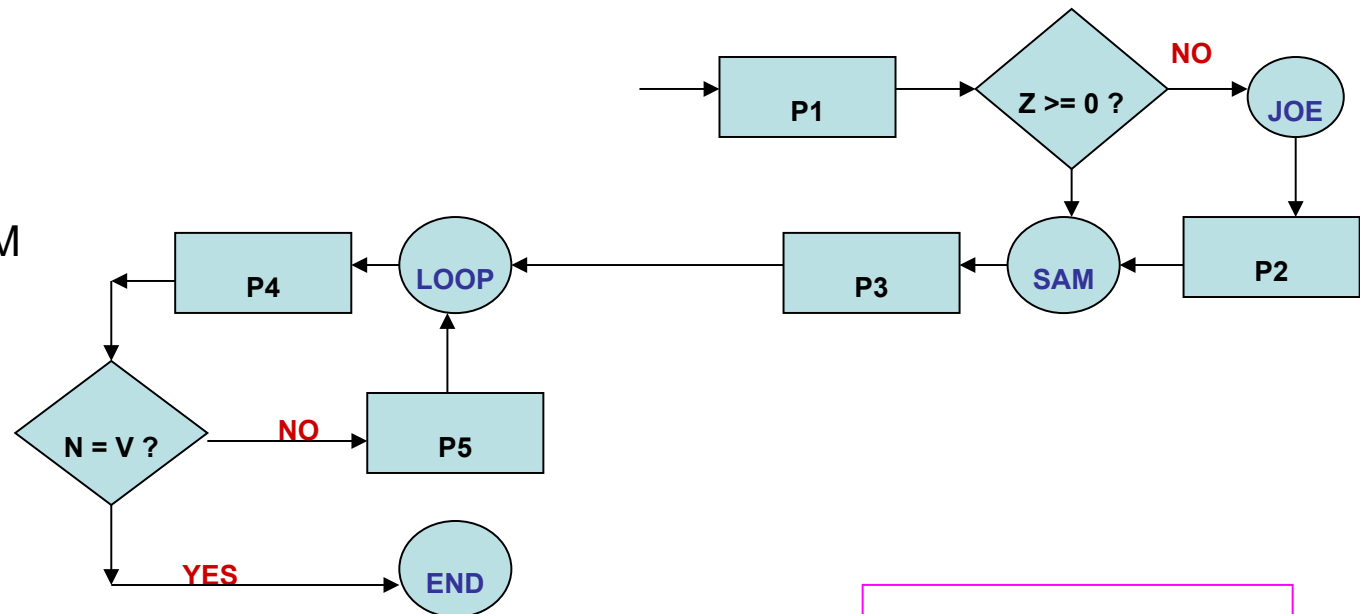 NO
P1
Z >= 0 ?
JOE
M
P4
LOOP
P3
SAM
P2
N = V ?
NO
P5
YES
END